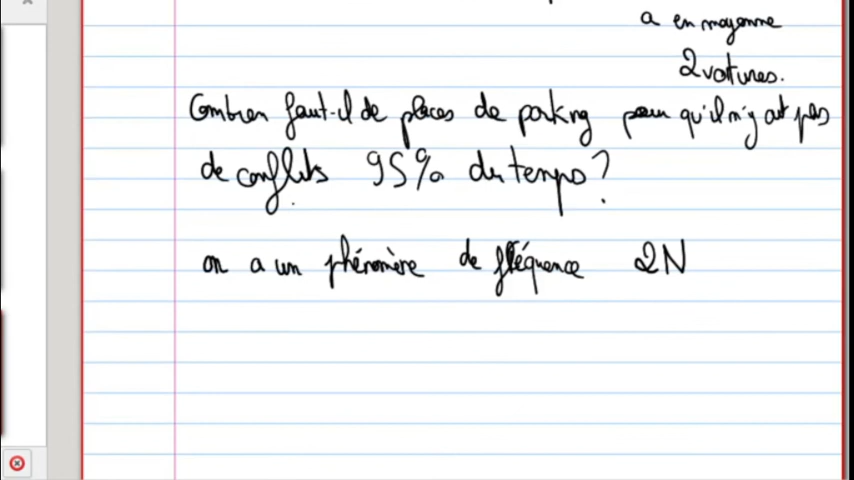 a en moyenne
2 voitures.
Combien faut-il de places de parking pour qu'il n'y ait pas
de conflits 95% du temps ?
on a un phénomène de fréquence 2N